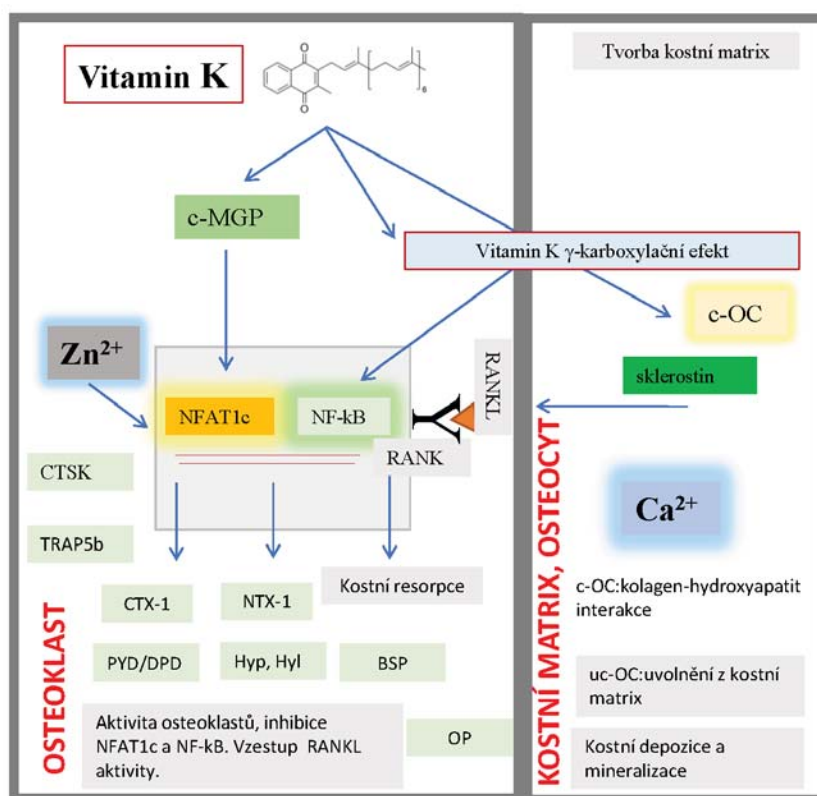 Vitamin K
O
O
6
Tvorba kostní matrix
c-MGP
Vitamin K γ-karboxylační efekt
c-OC
Zn²⁺
RANKL
sklerostin
NFAT1c
NF-kB
RANK
CTSK
Ca²⁺
TRAP5b
KOSTNÍ MATRIX, OSTEOCYT
c-OC:kolagen-hydroxyapatit
interakce
OSTEOKLAST
CTX-1
NTX-1
Kostní resorpce
PYD/DPD
Hyp, Hyl
BSP
uc-OC:uvolnění z kostní
matrix
Aktivita osteoklastů, inhibice
NFAT1c a NF-kB. Vzestup RANKL
aktivity.
OP
Kostní depozice a
mineralizace